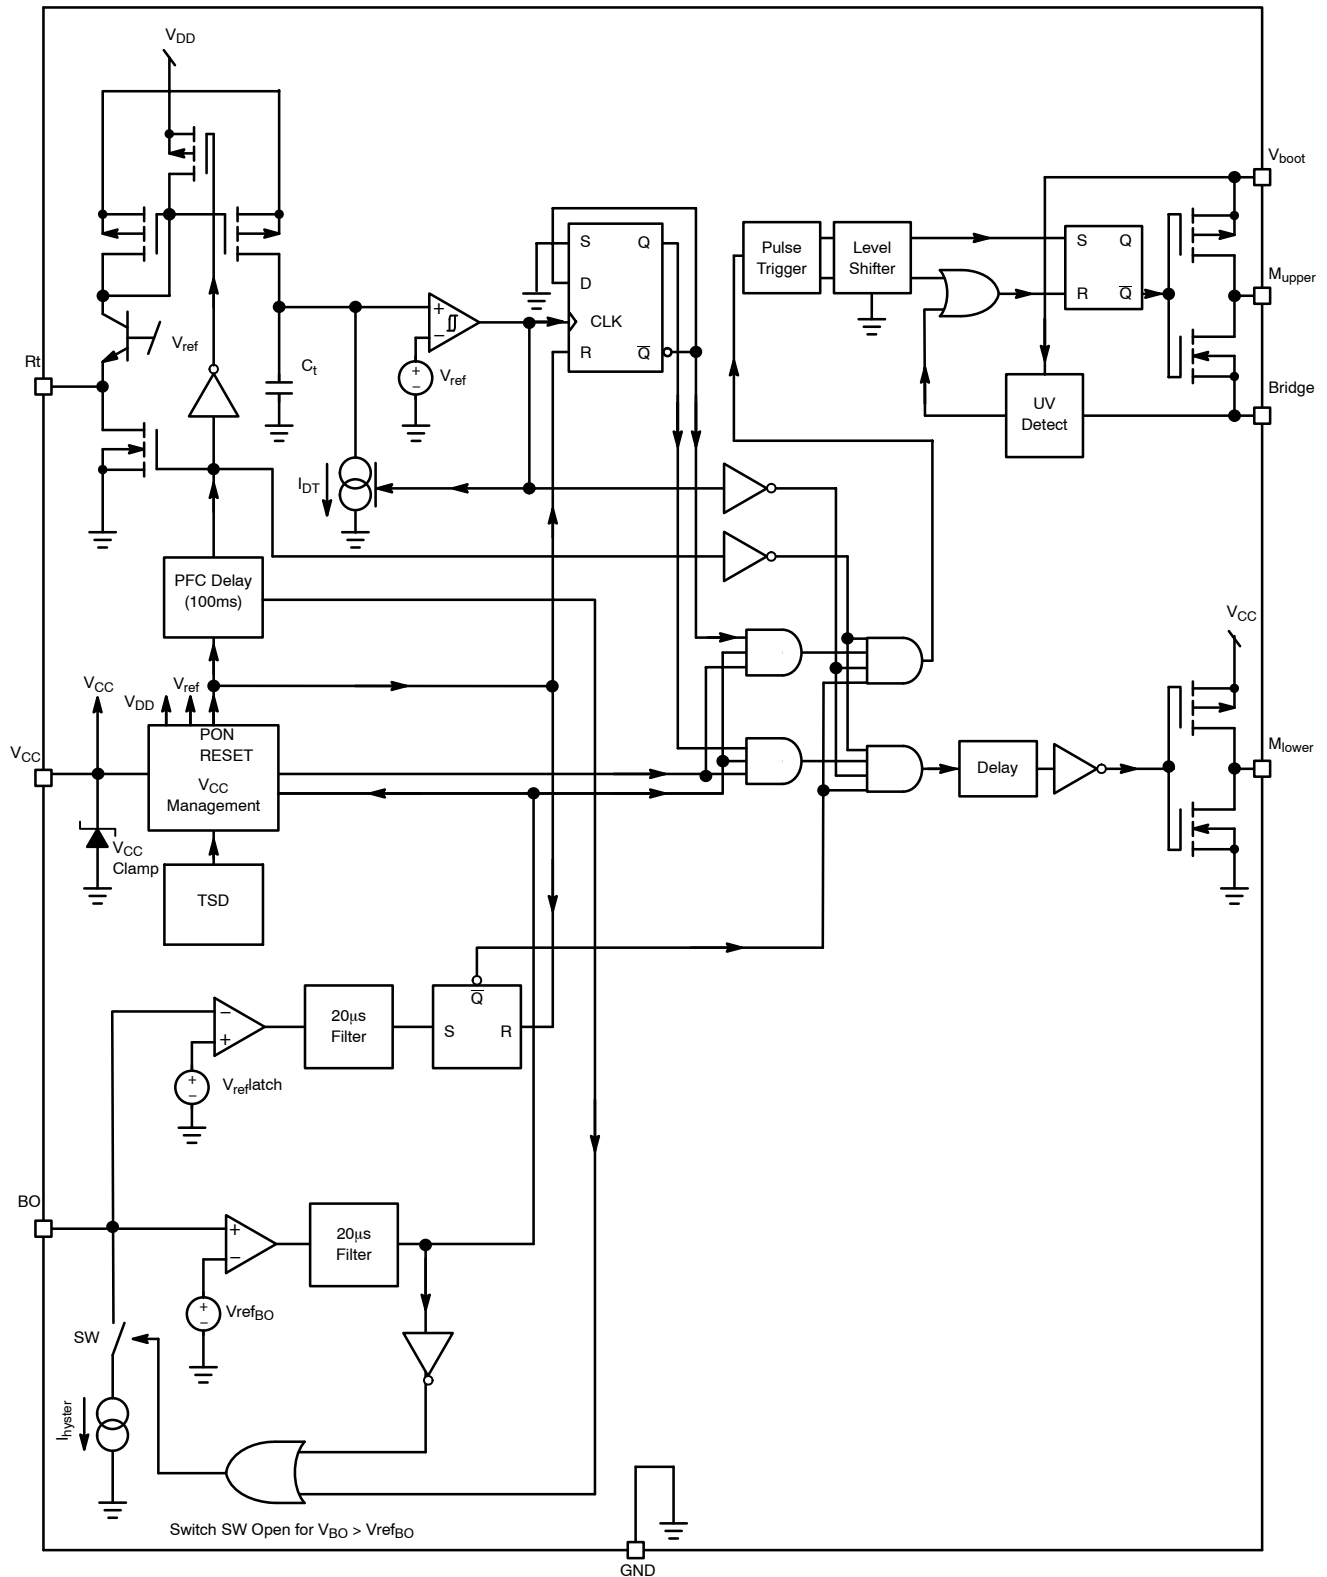 VDD
Vboot
S Q
D
CLK
R Q
Pulse
Trigger
Level
Shifter
S Q
R Q
Mupper
Vref
Rt
Ct
+
−
+
−
Vref
Bridge
UV
Detect
IDT
PFC Delay
(100ms)
VCC
VCC
VDD
Vref
PON
RESET
VCC
VCC
Management
Delay
Mlower
VCC
Clamp
TSD
−
+
20μs
Filter
Q
S R
+
−
Vreflatch
BO
+
−
20μs
Filter
+
−
VrefBO
SW
Ihyster
Switch SW Open for VBO > VrefBO
GND